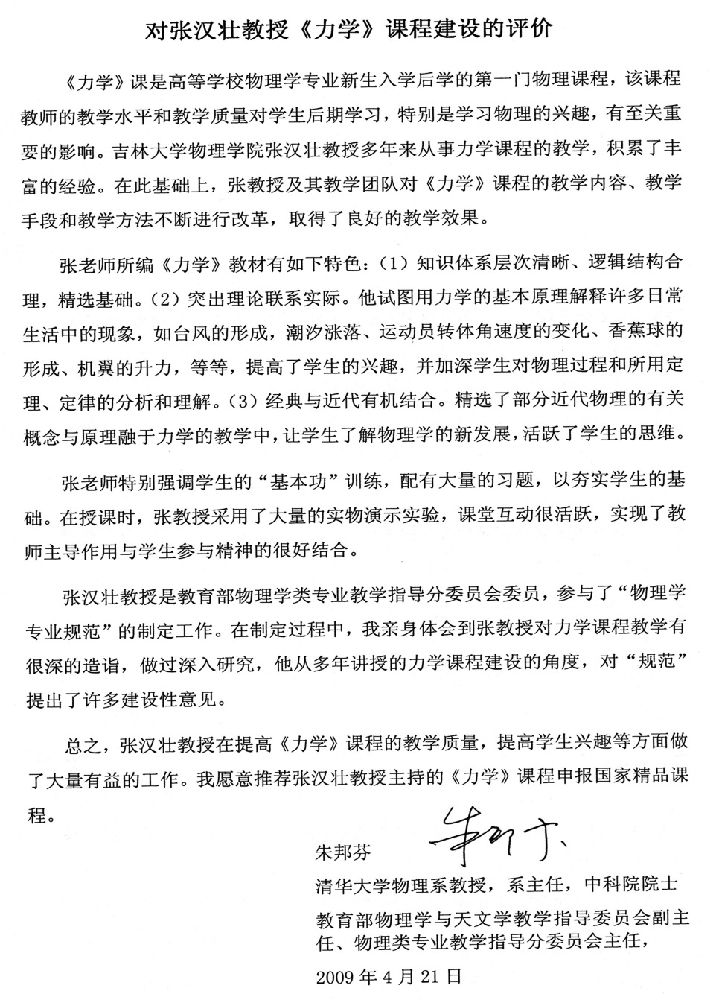 对张汉壮教授《力学》课程建设的评价
《力学》课是高等学校物理学专业新生入学后学的第一门物理课程，该课程
教师的教学水平和教学质量对学生后期学习，特别是学习物理的兴趣，有至关重
要的影响。吉林大学物理学院张汉壮教授多年来从事力学课程的教学，积累了丰
富的经验。在此基础上，张教授及其教学团队对《力学》课程的教学内容、教学
手段和教学方法不断进行改革，取得了良好的教学效果。
张老师所编《力学》教材有如下特色：（1）知识体系层次清晰、逻辑结构合
理，精选基础。（2）突出理论联系实际。他试图用力学的基本原理解释许多日常
生活中的现象，如台风的形成，潮汐涨落、运动员转体角速度的变化、香蕉球的
形成、机翼的升力，等等，提高了学生的兴趣，并加深学生对物理过程和所用定
理、定律的分析和理解。（3）经典与近代有机结合。精选了部分近代物理的有关
概念与原理融于力学的教学中，让学生了解物理学的新发展，活跃了学生的思维。
张老师特别强调学生的“基本功”训练，配有大量的习题，以夯实学生的基
础。在授课时，张教授采用了大量的实物演示实验，课堂互动很活跃，实现了教
师主导作用与学生参与精神的很好结合。
张汉壮教授是教育部物理学类专业教学指导分委员会委员，参与了“物理学
专业规范”的制定工作。在制定过程中，我亲身体会到张教授对力学课程教学有
很深的造诣，做过深入研究，他从多年讲授的力学课程建设的角度，对“规范”
提出了许多建设性意见。
总之，张汉壮教授在提高《力学》课程的教学质量，提高学生兴趣等方面做
了大量有益的工作。我愿意推荐张汉壮教授主持的《力学》课程申报国家精品课
程。
朱邦芬
朱邦芬
清华大学物理系教授，系主任，中科院院士
教育部物理学与天文学教学指导委员会副主
任、物理类专业教学指导分委员会主任，
2009 年 4 月 21 日